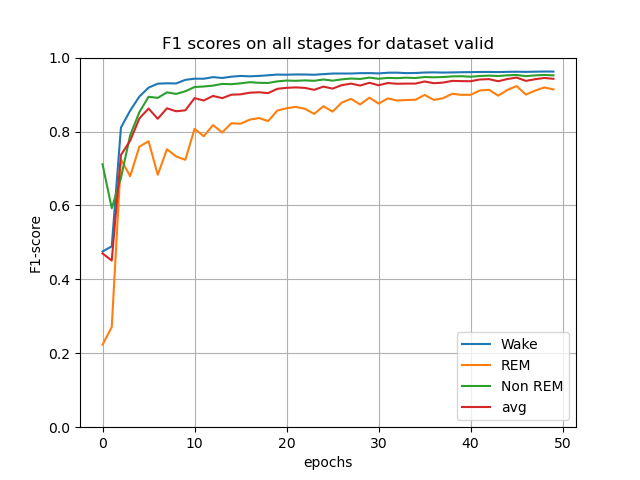 F1 scores on all stages for dataset valid
1.0
0.8
0.6
0.4
0.2
0.0
F1-score
0 10 20 30 40 50
epochs
Wake
REM
Non REM
avg